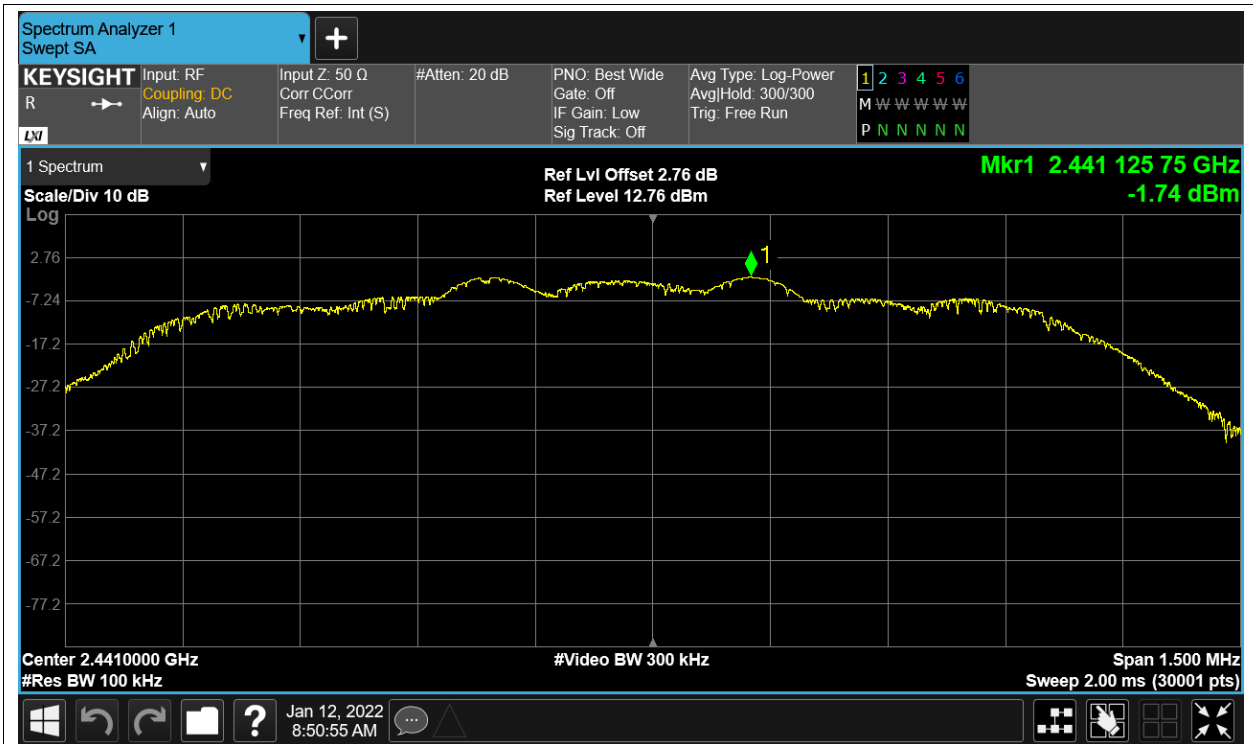 Spectrum Analyzer 1
Swept SA
KEYSIGHT
R
LXI
Input: RF
Coupling: DC
Align: Auto
Input Z: 50 Ω
Corr CCorr
Freq Ref: Int (S)
#Atten: 20 dB
PNO: Best Wide
Gate: Off
IF Gain: Low
Sig Track: Off
Avg Type: Log-Power
Avg|Hold: 300/300
Trig: Free Run
1 2 3 4 5 6
M W W W W W
P N N N N N
1 Spectrum
Scale/Div 10 dB
Log
Ref Lvl Offset 2.76 dB
Ref Level 12.76 dBm
Mkr1 2.441 125 75 GHz
-1.74 dBm
1
2.76
-7.24
-17.2
-27.2
-37.2
-47.2
-57.2
-67.2
-77.2
Center 2.4410000 GHz
#Res BW 100 kHz
#Video BW 300 kHz
Span 1.500 MHz
Sweep 2.00 ms (30001 pts)
?
Jan 12, 2022
8:50:55 AM